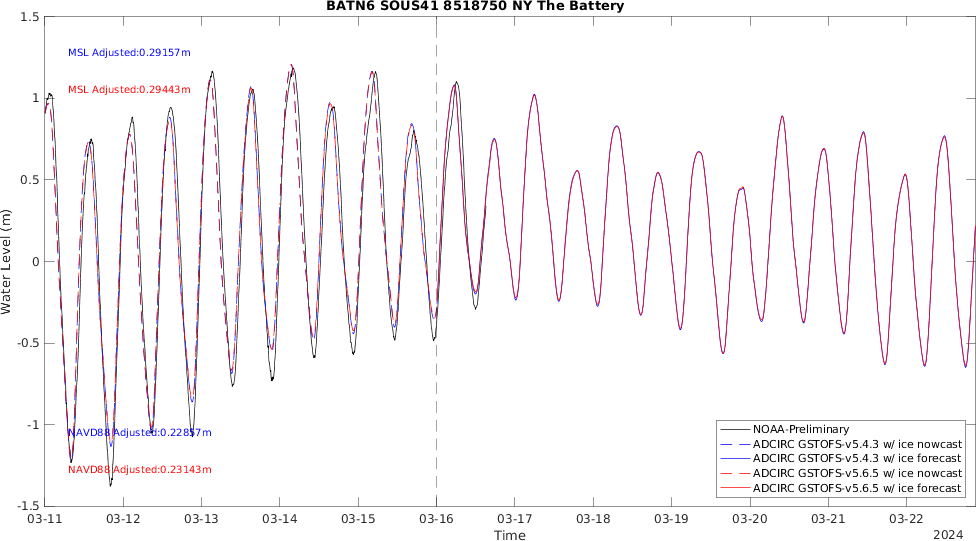 BATN6 SOUS41 8518750 NY The Battery
1.5
1
0.5
0
-0.5
-1
-1.5
Water Level (m)
MSL Adjusted:0.29157m
MSL Adjusted:0.29443m
NAVD88 Adjusted:0.22857m
NAVD88 Adjusted:0.23143m
NOAA-Preliminary
ADCIRC GSTOFS-v5.4.3 w/ ice nowcast
ADCIRC GSTOFS-v5.4.3 w/ ice forecast
ADCIRC GSTOFS-v5.6.5 w/ ice nowcast
ADCIRC GSTOFS-v5.6.5 w/ ice forecast
03-11 03-12 03-13 03-14 03-15 03-16 03-17 03-18 03-19 03-20 03-21 03-22
Time
2024